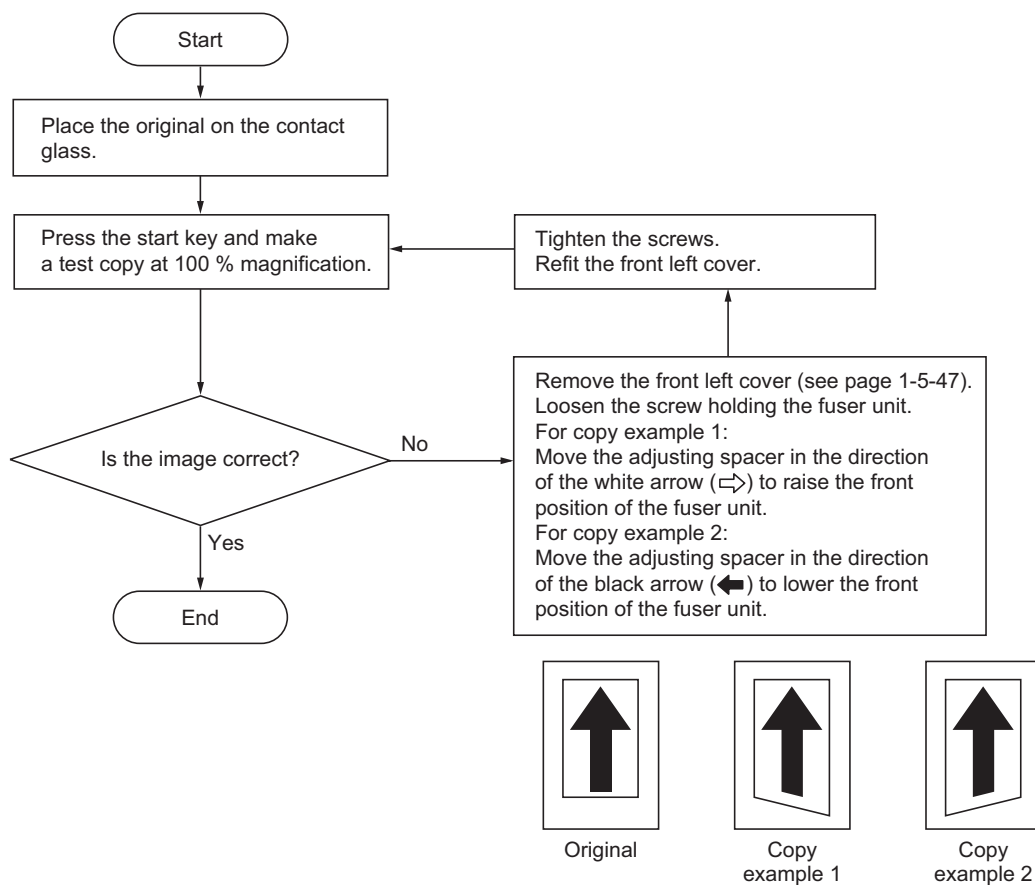 Start
Place the original on the contact
glass.
Press the start key and make
a test copy at 100 % magnification.
Tighten the screws.
Refit the front left cover.
Is the image correct?
No
Yes
End
Remove the front left cover (see page 1-5-47).
Loosen the screw holding the fuser unit.
For copy example 1:
Move the adjusting spacer in the direction
of the white arrow (⇨) to raise the front
position of the fuser unit.
For copy example 2:
Move the adjusting spacer in the direction
of the black arrow (⬅) to lower the front
position of the fuser unit.
Original
Copy
example 1
Copy
example 2